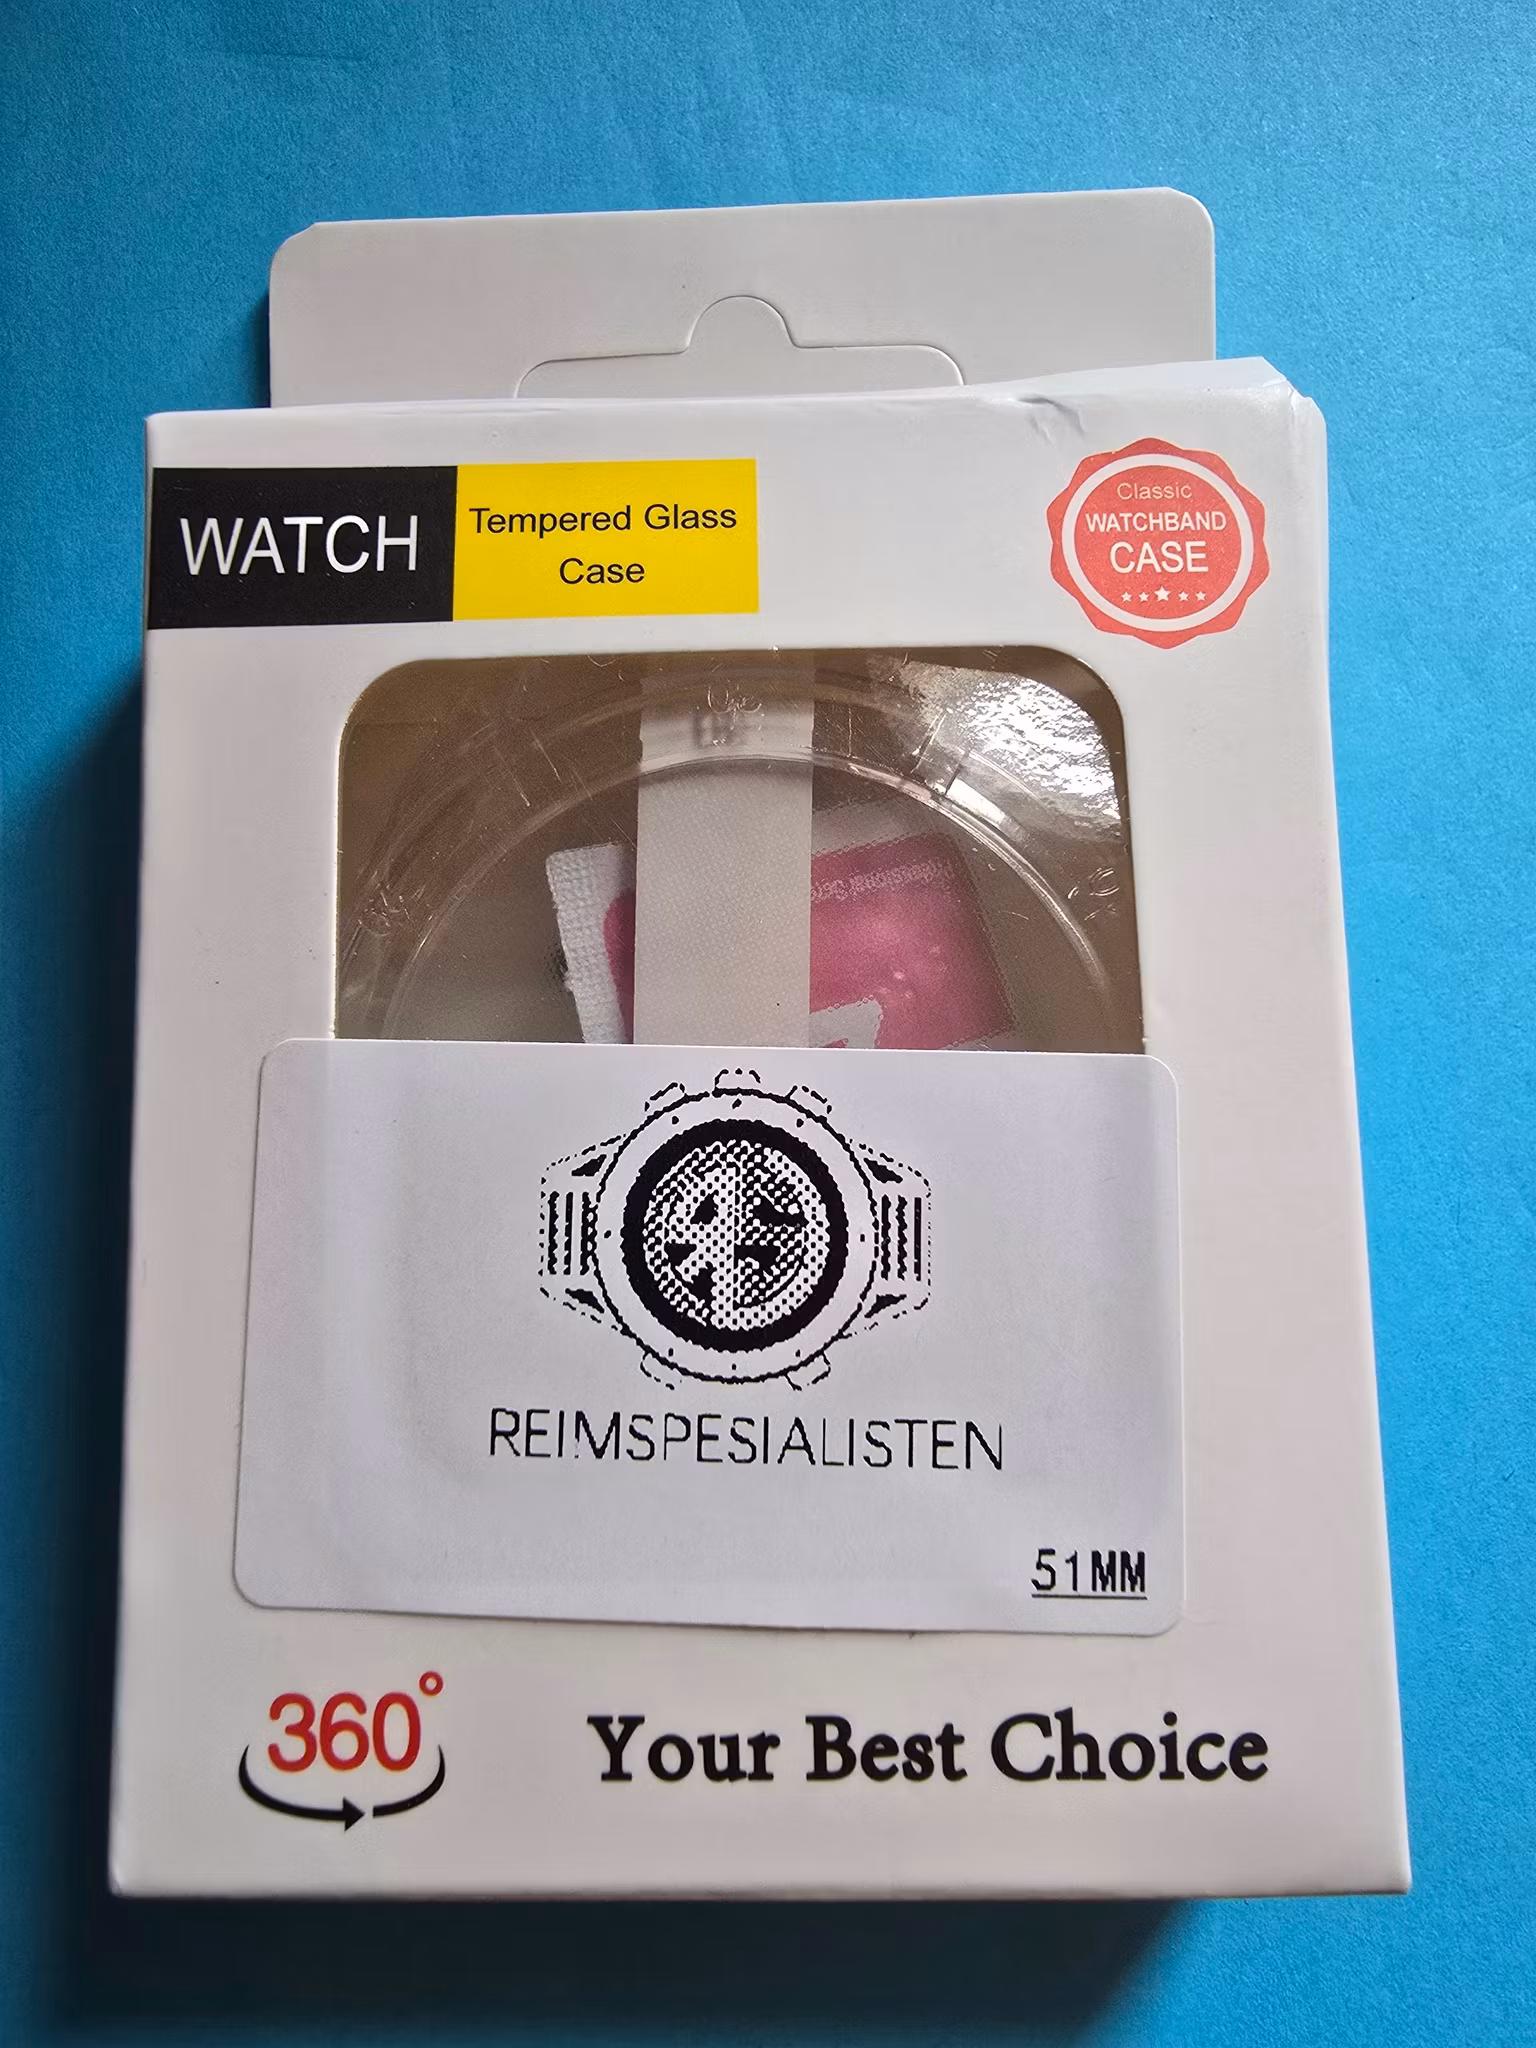 WATCH
Tempered Glass
Case
Classic
WATCHBAND
CASE
REIMSPESIALISTEN
51MM
360°
Your Best Choice